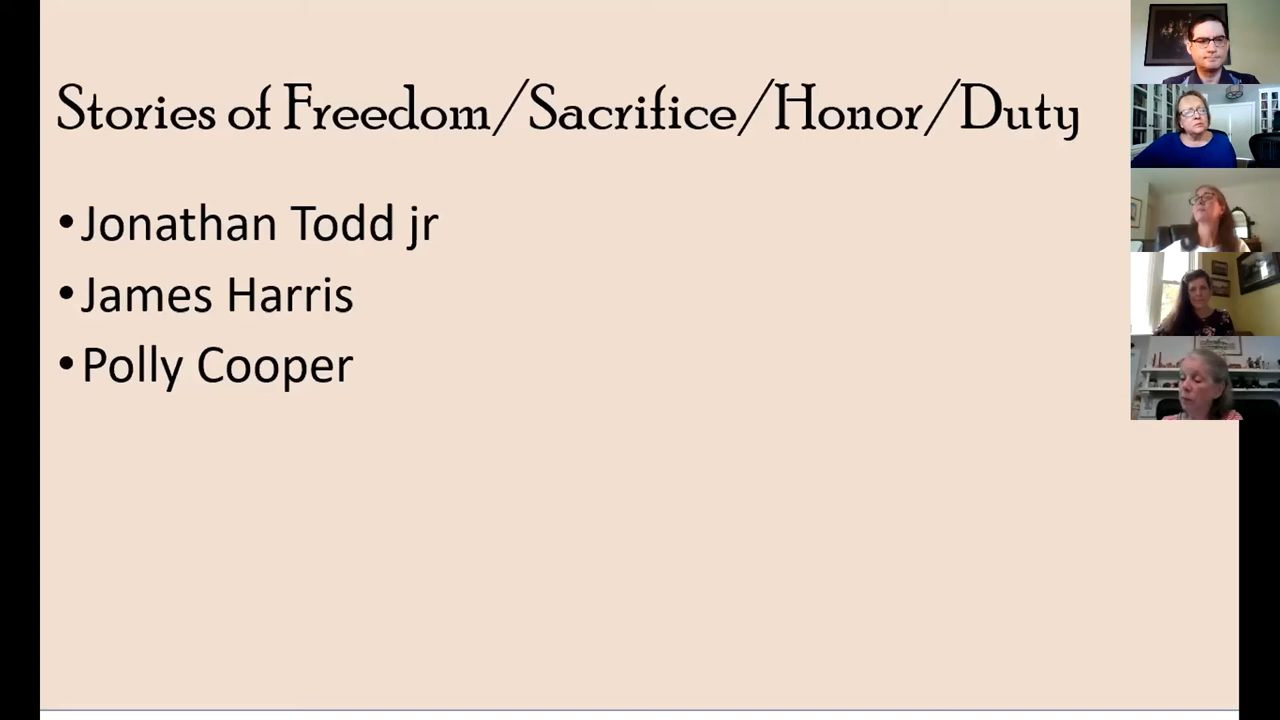 Stories of Freedom/Sacrifice/Honor/Duty
•Jonathan Todd jr
•James Harris
•Polly Cooper